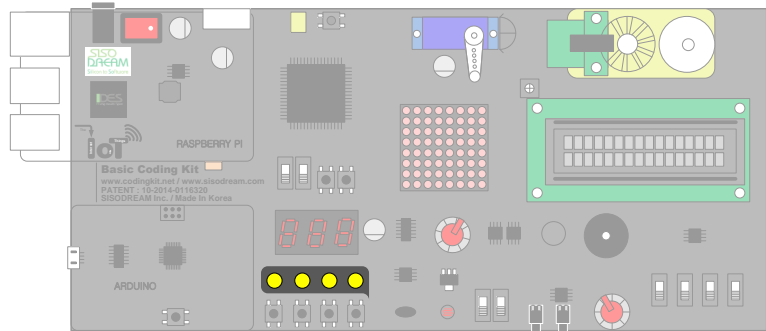 SISO
DREAM
IDES
IoT
RASPBERRY PI
Basic Coding Kit
www.codingkit.net / www.sisodream.com
PATENT : 10-2014-0116320
SISODREAM Inc. / Made In Korea
ARDUINO